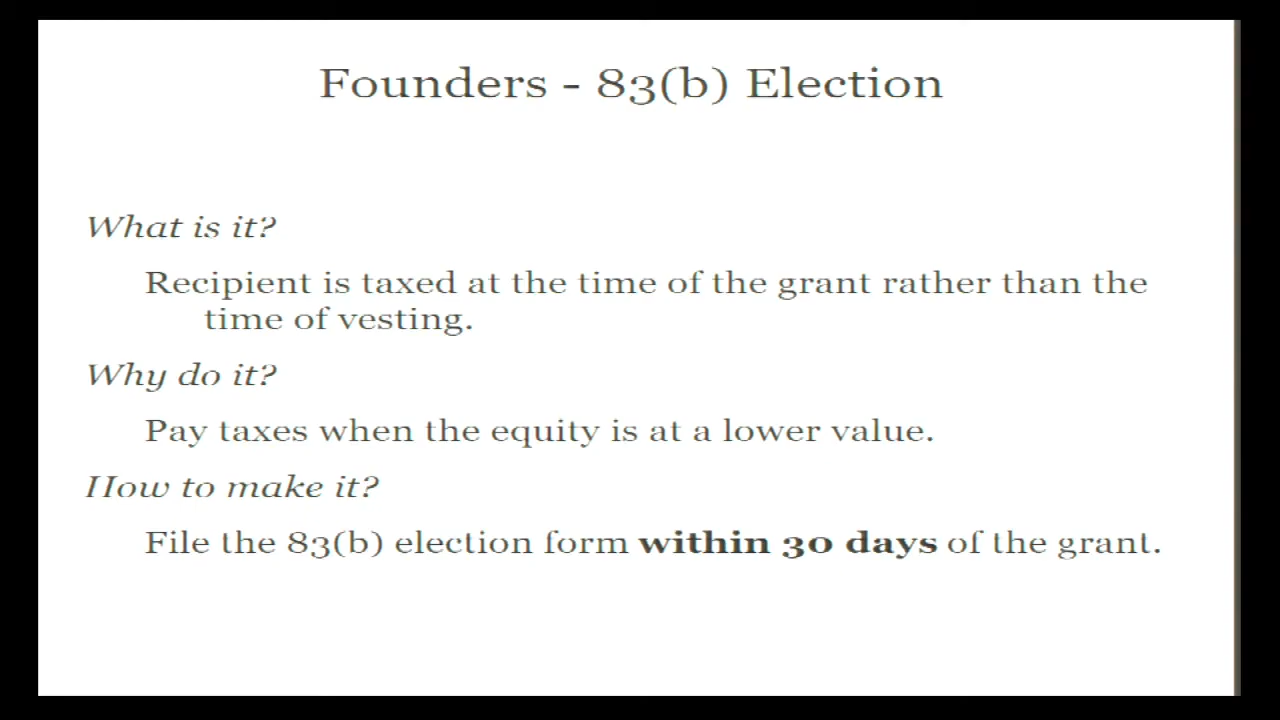 Founders - 83(b) Election
What is it?
Recipient is taxed at the time of the grant rather than the
time of vesting.
Why do it?
Pay taxes when the equity is at a lower value.
How to make it?
File the 83(b) election form within 30 days of the grant.